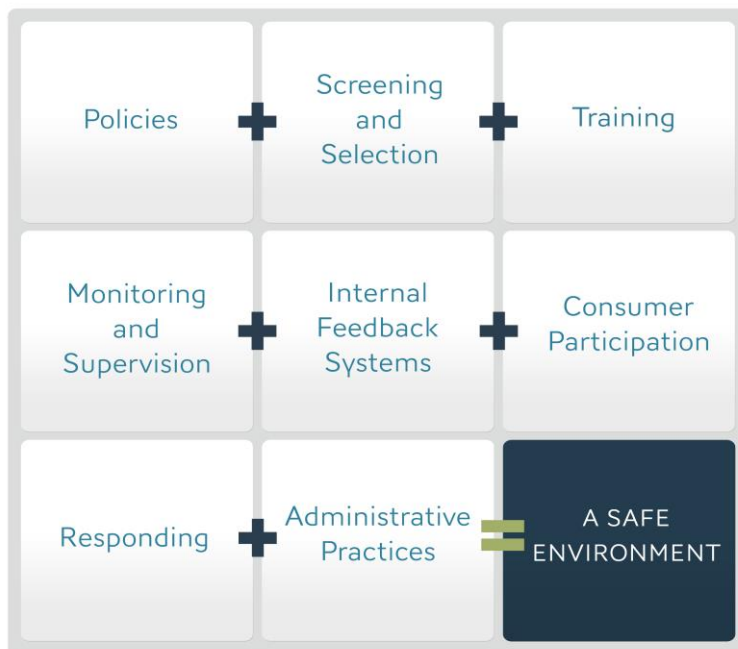 Policies
Screening
and
Selection
Training
Monitoring
and
Supervision
Internal
Feedback
Systems
Consumer
Participation
Responding
Administrative
Practices
A SAFE
ENVIRONMENT